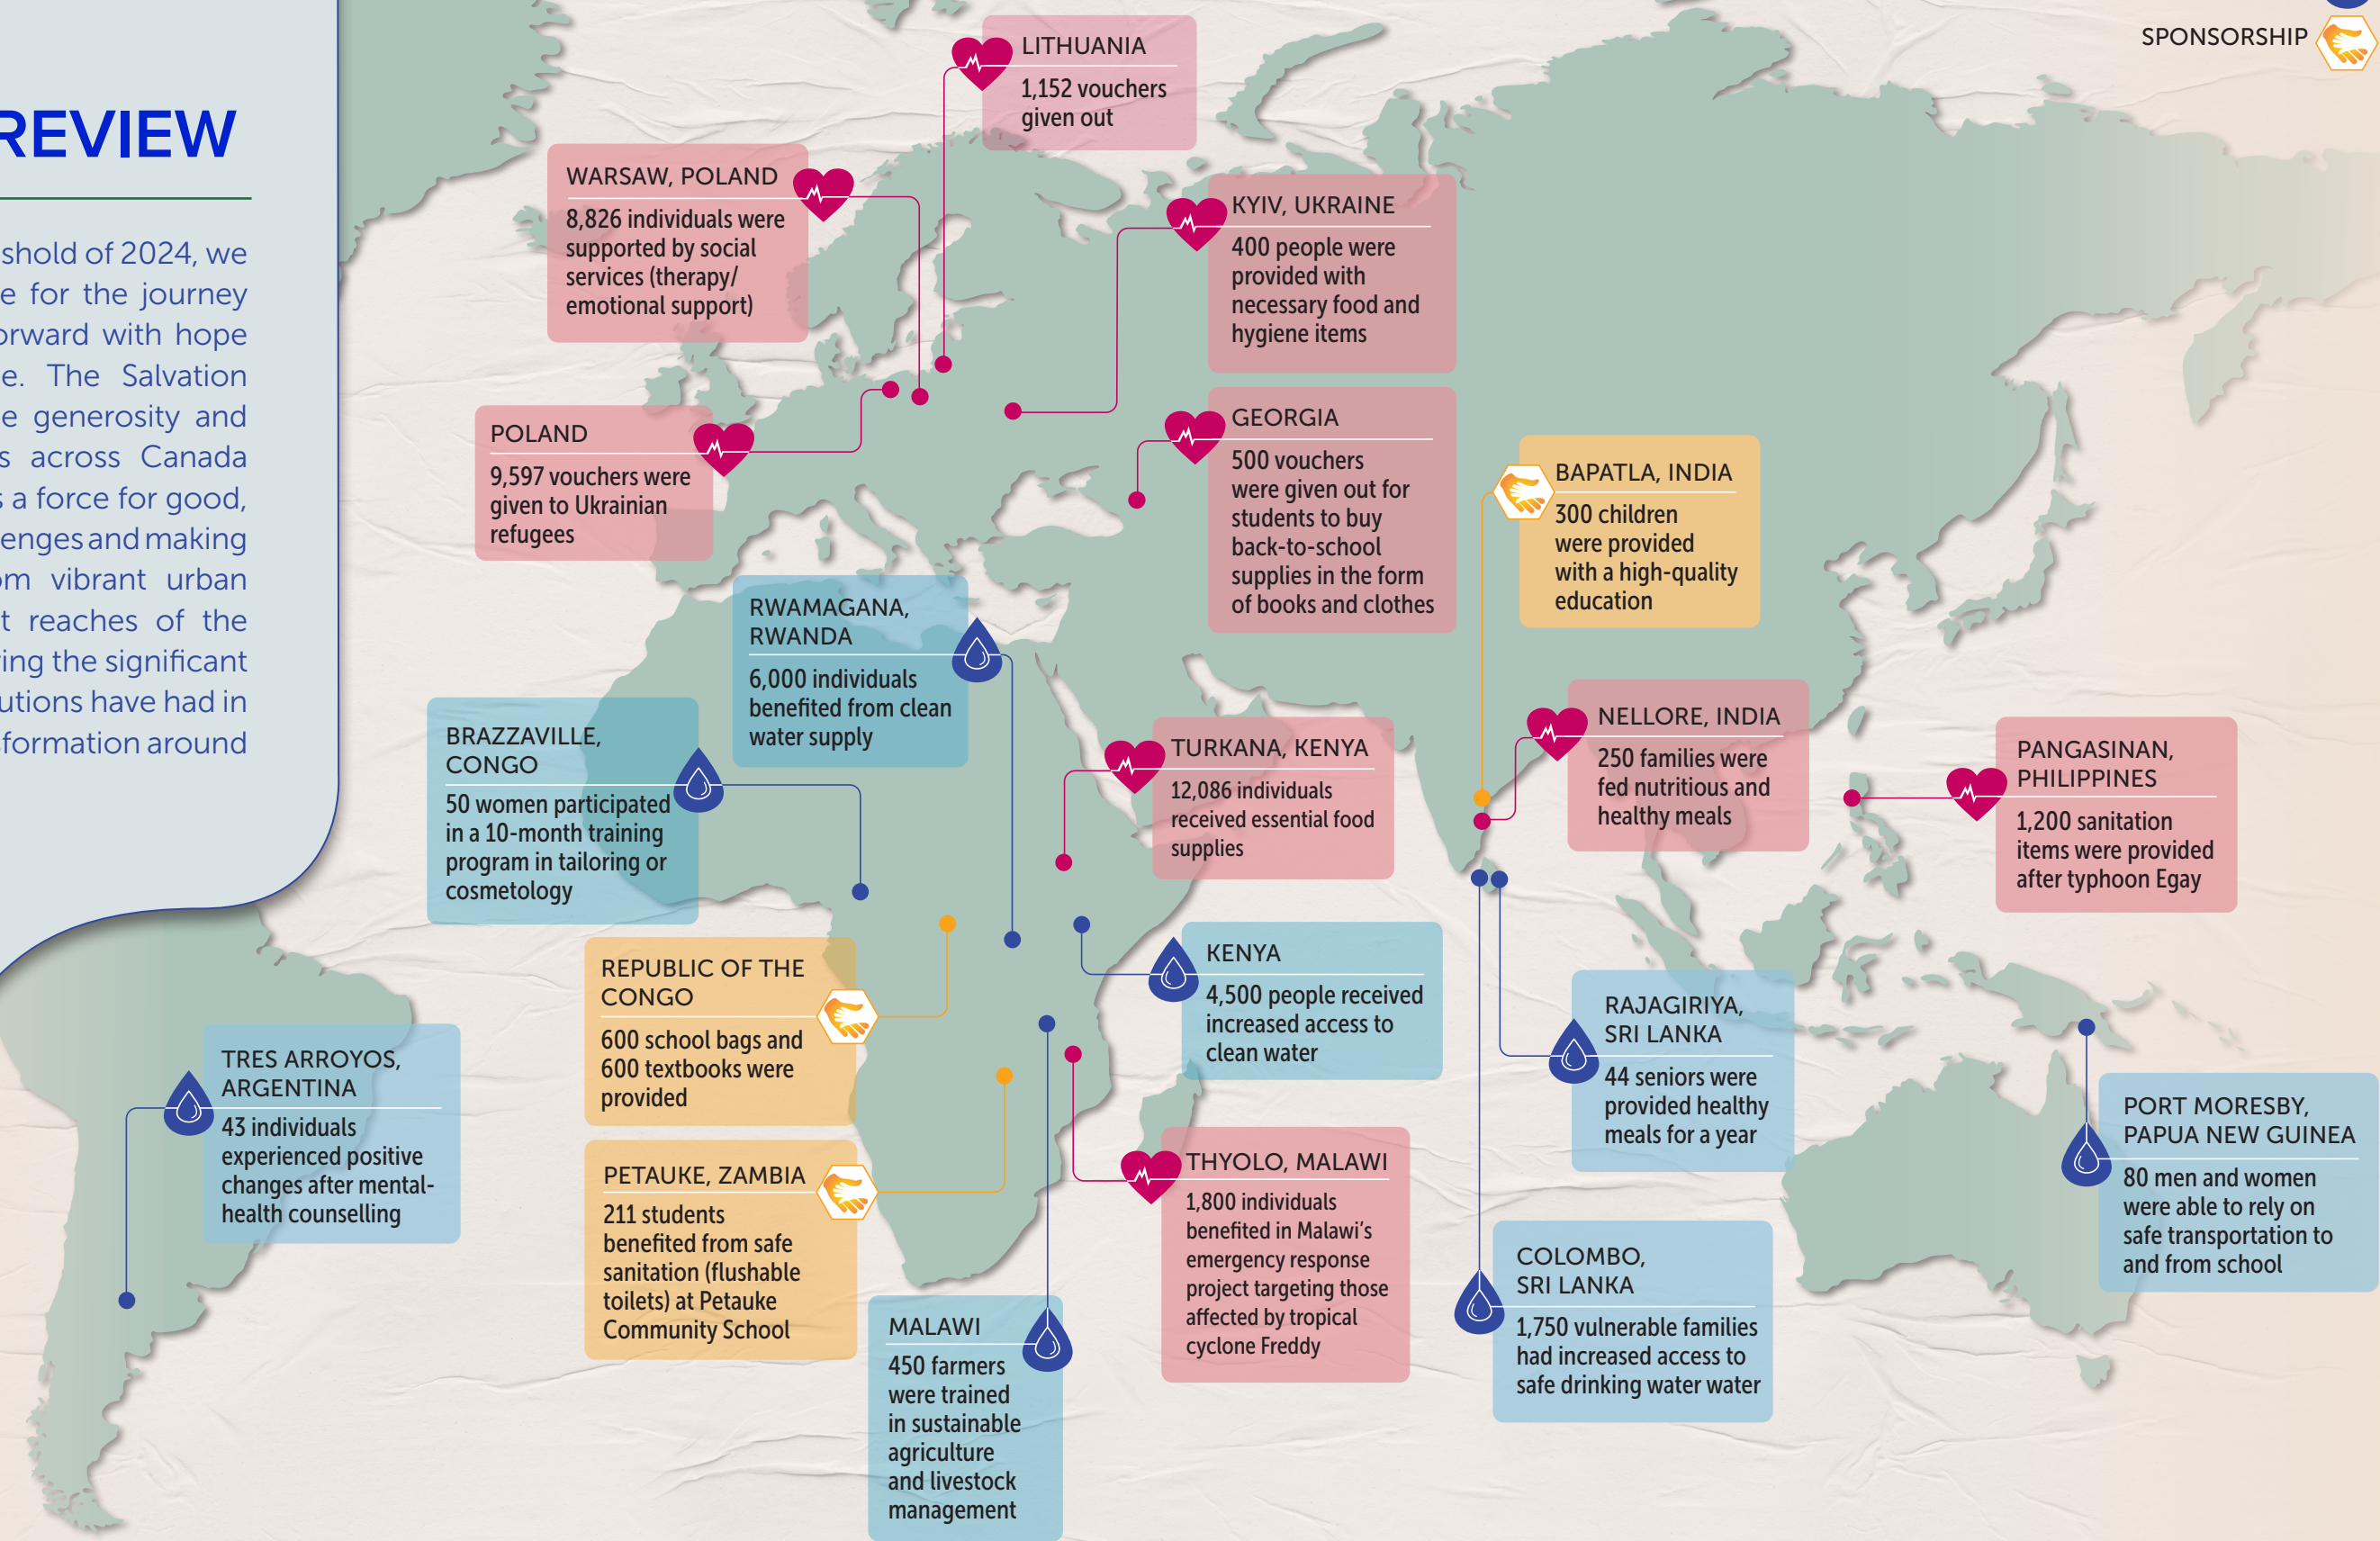 REVIEW
shold of 2024, we
e for the journey
orward with hope
e. The Salvation
e generosity and
s across Canada
s a force for good,
enges and making
om vibrant urban
t reaches of the
ing the significant
utions have had in
sformation around
SPONSORSHIP
LITHUANIA
1,152 vouchers
given out
WARSAW, POLAND
8,826 individuals were
supported by social
services (therapy/
emotional support)
KYIV, UKRAINE
400 people were
provided with
necessary food and
hygiene items
POLAND
9,597 vouchers were
given to Ukrainian
refugees
GEORGIA
500 vouchers
were given out for
students to buy
back-to-school
supplies in the form
of books and clothes
BAPATLA, INDIA
300 children
were provided
with a high-quality
education
RWAMAGANA,
RWANDA
6,000 individuals
benefited from clean
water supply
BRAZZAVILLE,
CONGO
50 women participated
in a 10-month training
program in tailoring or
cosmetology
TURKANA, KENYA
12,086 individuals
received essential food
supplies
NELLORE, INDIA
250 families were
fed nutritious and
healthy meals
PANGASINAN,
PHILIPPINES
1,200 sanitation
items were provided
after typhoon Egay
REPUBLIC OF THE
CONGO
600 school bags and
600 textbooks were
provided
KENYA
4,500 people received
increased access to
clean water
RAJAGIRIYA,
SRI LANKA
44 seniors were
provided healthy
meals for a year
TRES ARROYOS,
ARGENTINA
43 individuals
experienced positive
changes after mental-
health counselling
PETAUKE, ZAMBIA
211 students
benefited from safe
sanitation (flushable
toilets) at Petauke
Community School
THYOLO, MALAWI
1,800 individuals
benefited in Malawi's
emergency response
project targeting those
affected by tropical
cyclone Freddy
PORT MORESBY,
PAPUA NEW GUINEA
80 men and women
were able to rely on
safe transportation to
and from school
COLOMBO,
SRI LANKA
1,750 vulnerable families
had increased access to
safe drinking water water
MALAWI
450 farmers
were trained
in sustainable
agriculture
and livestock
management